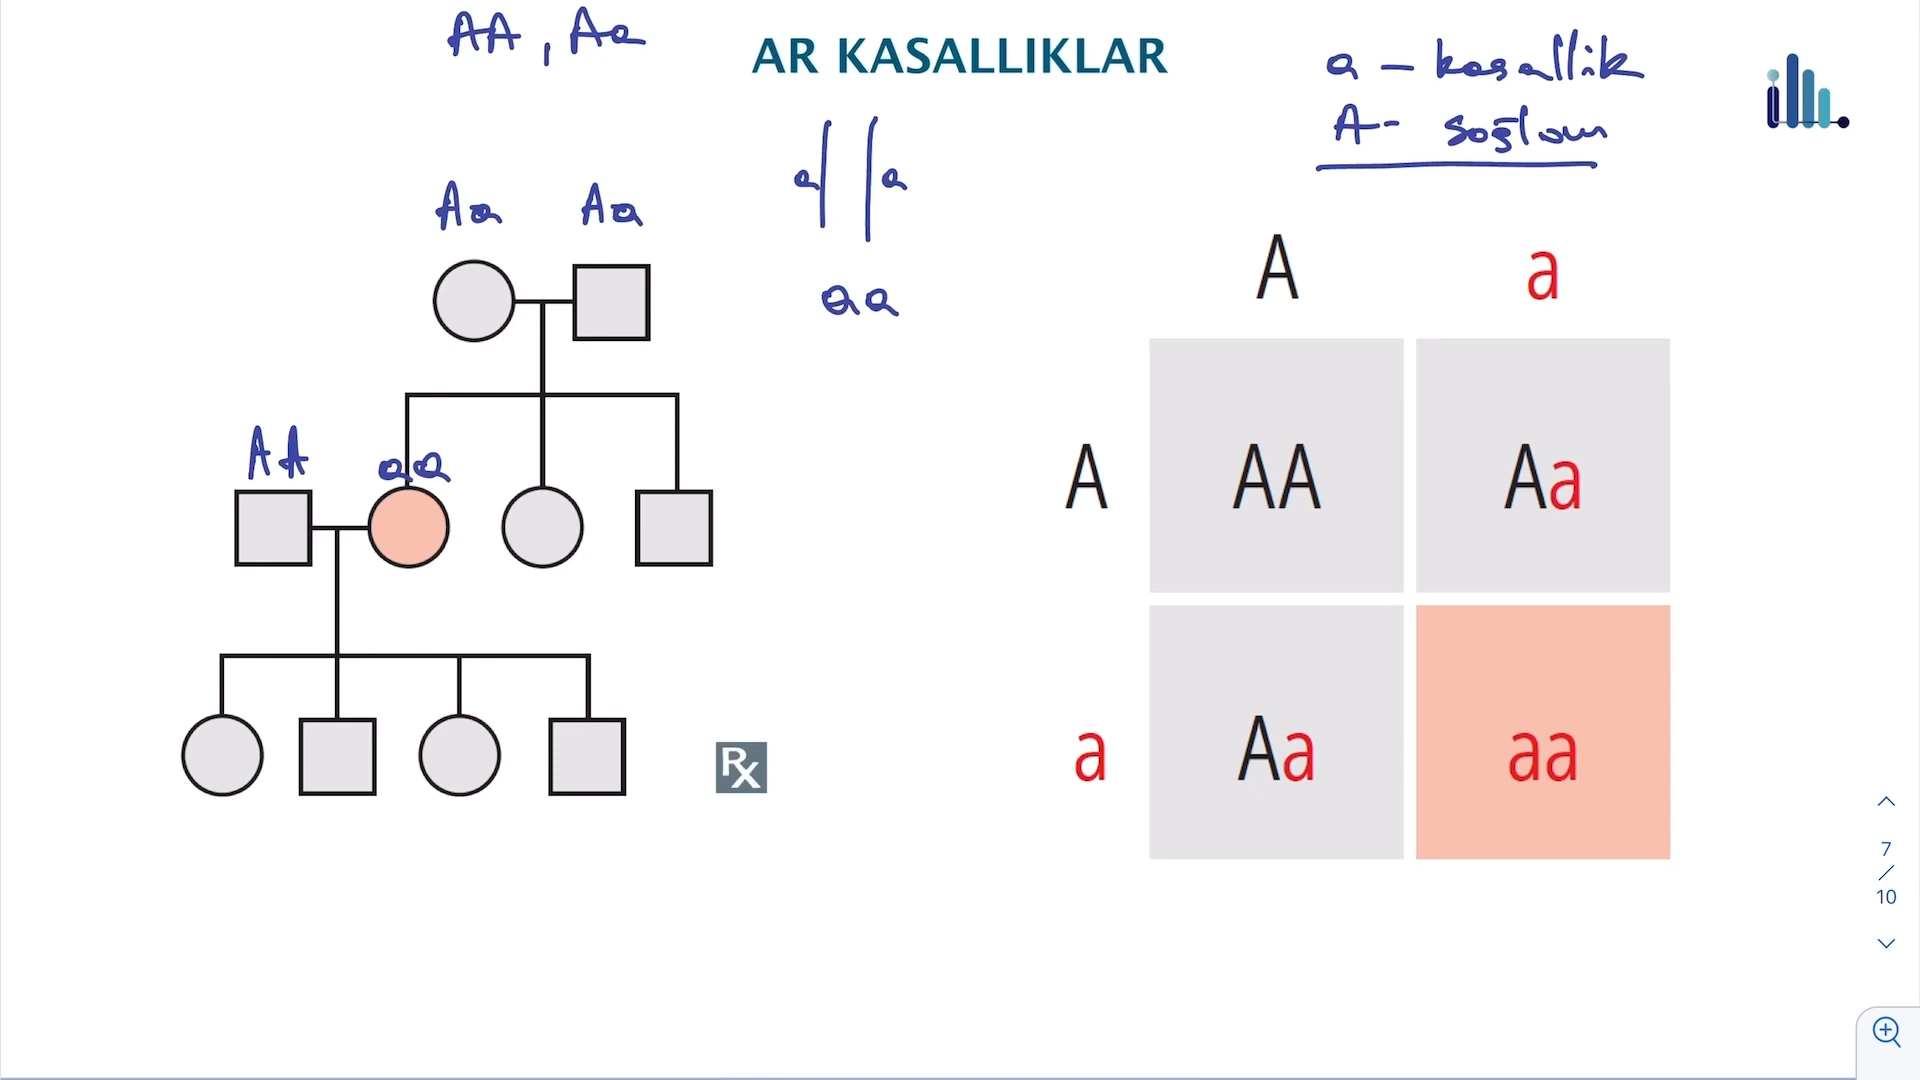 AA, Aa
AR KASALLIKLAR
a - kasallik
A - sog'lom
a a
aa
Aa Aa
AA aa
A a
A AA Aa
a Aa aa
Rx
7
/
10